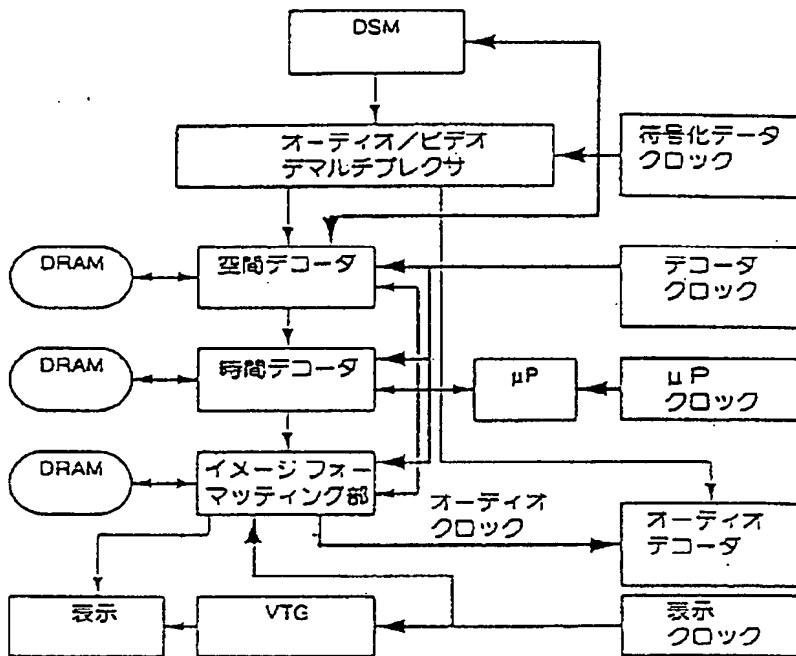 DSM
オーディオ／ビデオ
デマルチプレクサ
符号化データ
クロック
DRAM
空間デコーダ
デコーダ
クロック
DRAM
時間デコーダ
μP
μP
クロック
DRAM
イメージ フォー
マッティング部
オーディオ
クロック
オーディオ
デコーダ
表示
VTG
表示
クロック